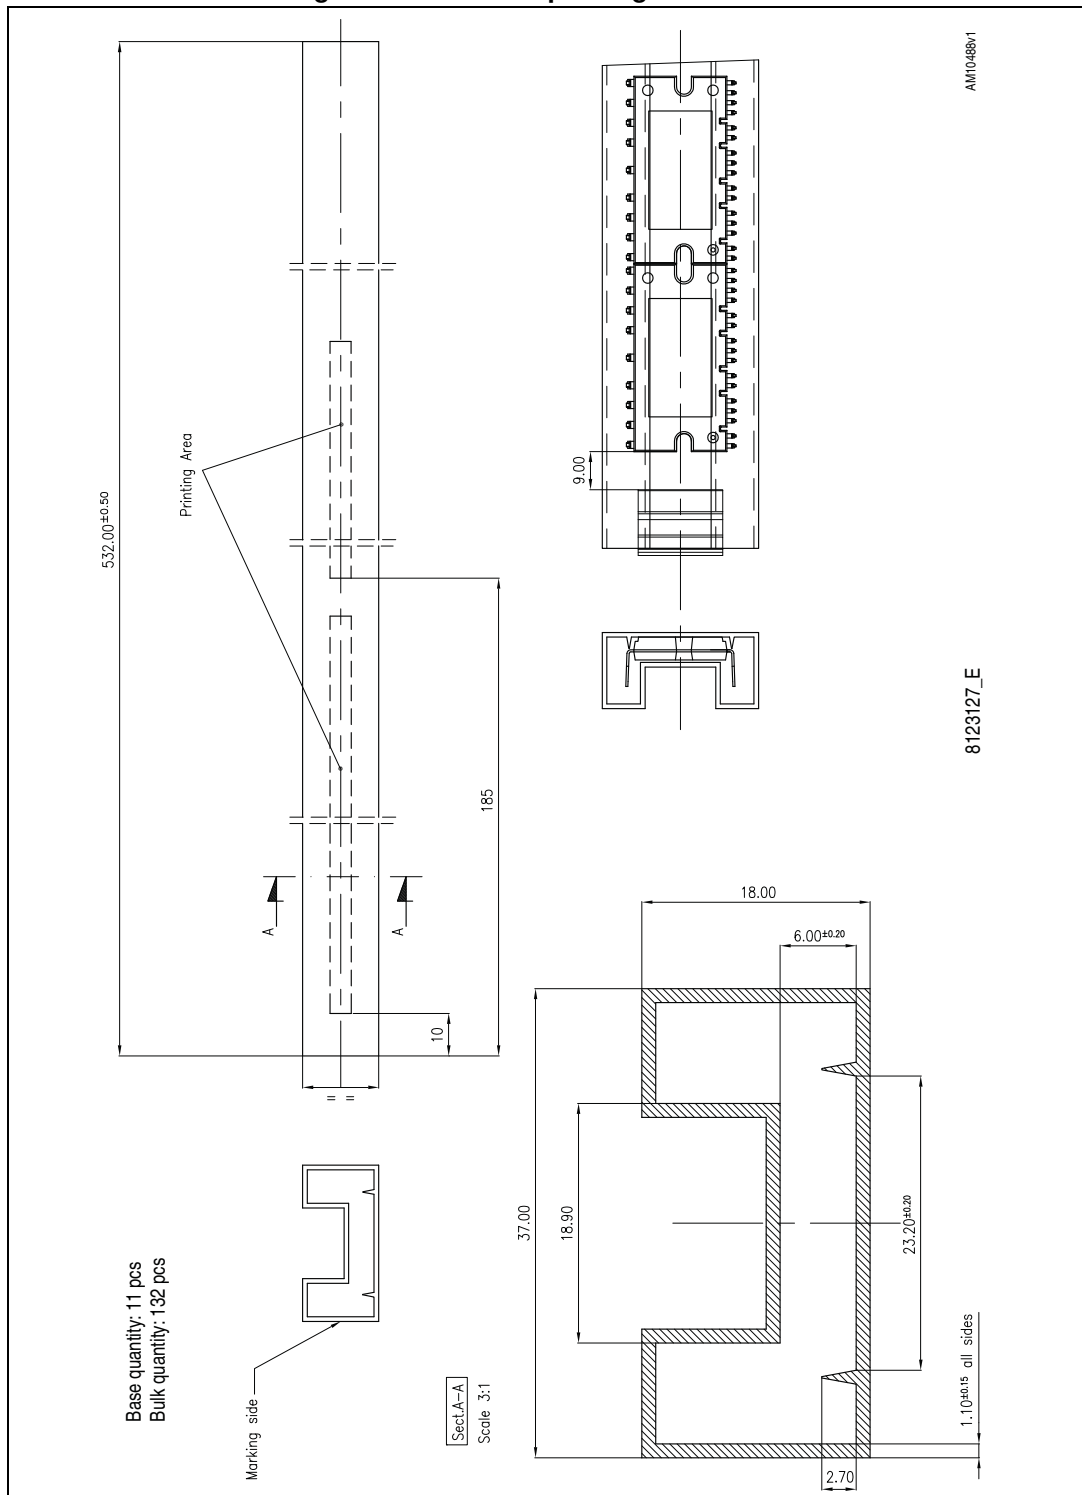 AM10488v1
532.00±0.50
Printing Area
9.00
185
A
A
10
= =
8123127_E
18.00
6.00±0.20
37.00
18.90
23.20±0.20
1.10±0.15 all sides
2.70
Base quantity: 11 pcs
Bulk quantity: 132 pcs
Marking side
Sect.A-A
Scale 3:1